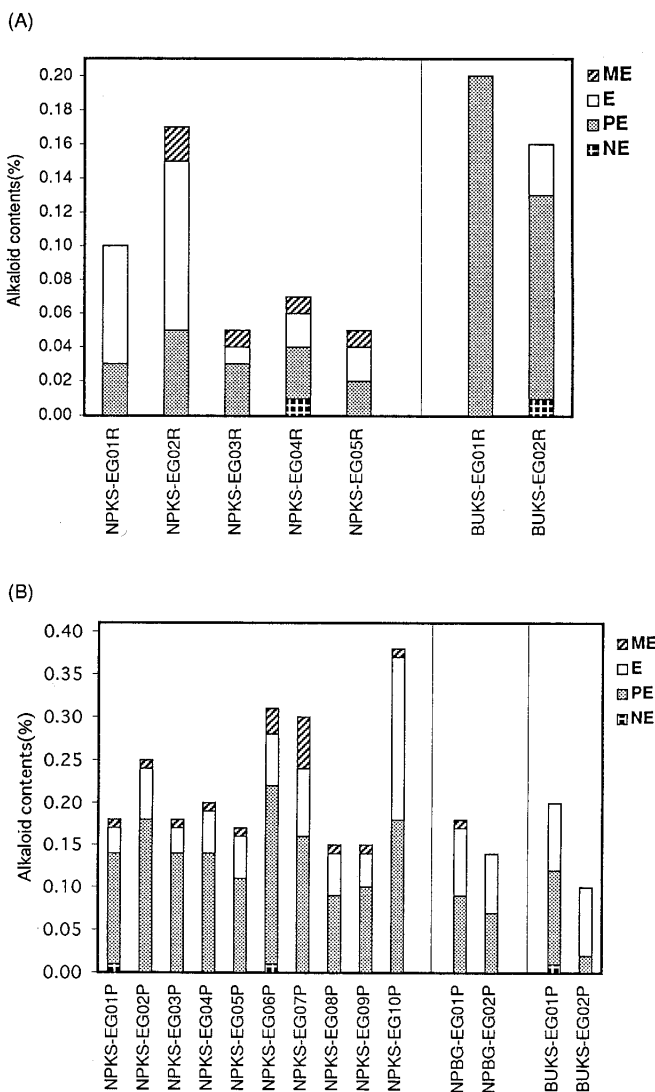 (A)
Alkaloid contents(%)
0.20
0.18
0.16
0.14
0.12
0.10
0.08
0.06
0.04
0.02
0.00
ME
E
PE
NE
NPKS-EG01R
NPKS-EG02R
NPKS-EG03R
NPKS-EG04R
NPKS-EG05R
BUKS-EG01R
BUKS-EG02R
(B)
Alkaloid contents(%)
0.40
0.35
0.30
0.25
0.20
0.15
0.10
0.05
0.00
ME
E
PE
NE
NPKS-EG01P
NPKS-EG02P
NPKS-EG03P
NPKS-EG04P
NPKS-EG05P
NPKS-EG06P
NPKS-EG07P
NPKS-EG08P
NPKS-EG09P
NPKS-EG10P
NPBG-EG01P
NPBG-EG02P
BUKS-EG01P
BUKS-EG02P